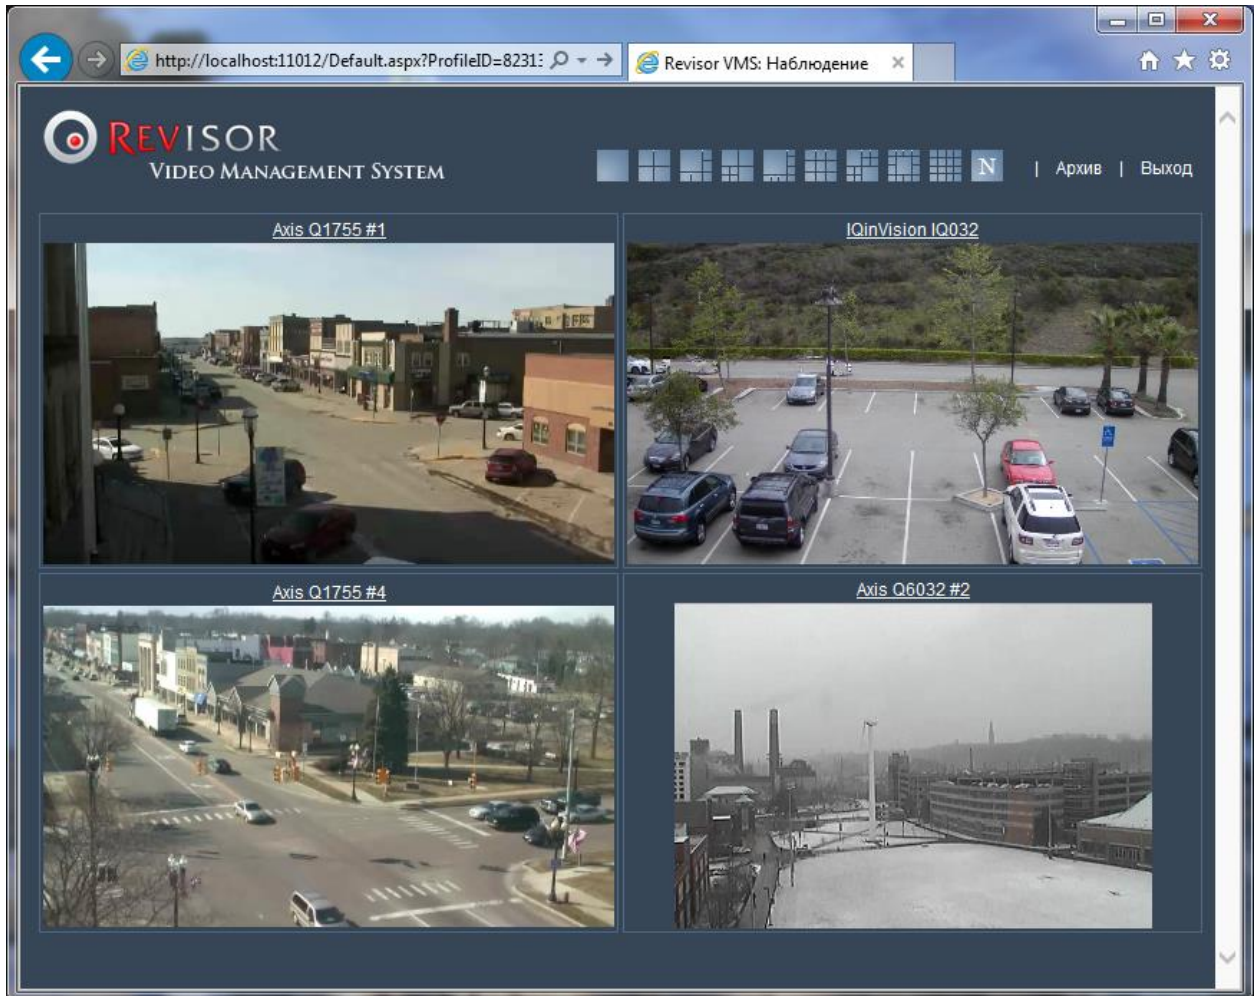 http://localhost:11012/Default.aspx?ProfileID=8231
Revisor VMS: Наблюдение
REVISOR
VIDEO MANAGEMENT SYSTEM
N | Архив | Выход
Axis Q1755 #1
IQinVision IQ032
Axis Q1755 #4
Axis Q6032 #2